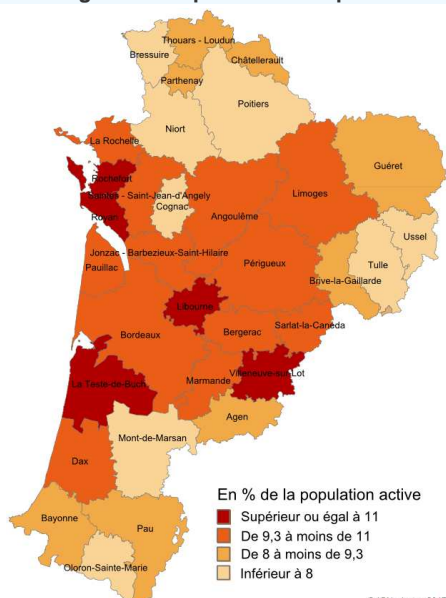 Thouars - Loudun
Bressuire
Châtellerault
Parthenay
Poitiers
Niort
La Rochelle
Guéret
Rochefort
Limoges
Saintes - Saint-Jean-d'Angely
Cognac
Royan
Angoulême
Ussel
Jonzac - Barbezieux-Saint-Hilaire
Pauillac
Périgueux
Tulle
Brive-la-Gaillarde
Libourne
Sarlat-la-Canéda
Bordeaux
Bergerac
Villeneuve-sur-Lot
Marmande
La Teste-de-Buch
Agen
Mont-de-Marsan
Dax
Bayonne
Pau
Oloron-Sainte-Marie
En % de la population active
Supérieur ou égal à 11
De 9,3 à moins de 11
De 8 à moins de 9,3
Inférieur à 8